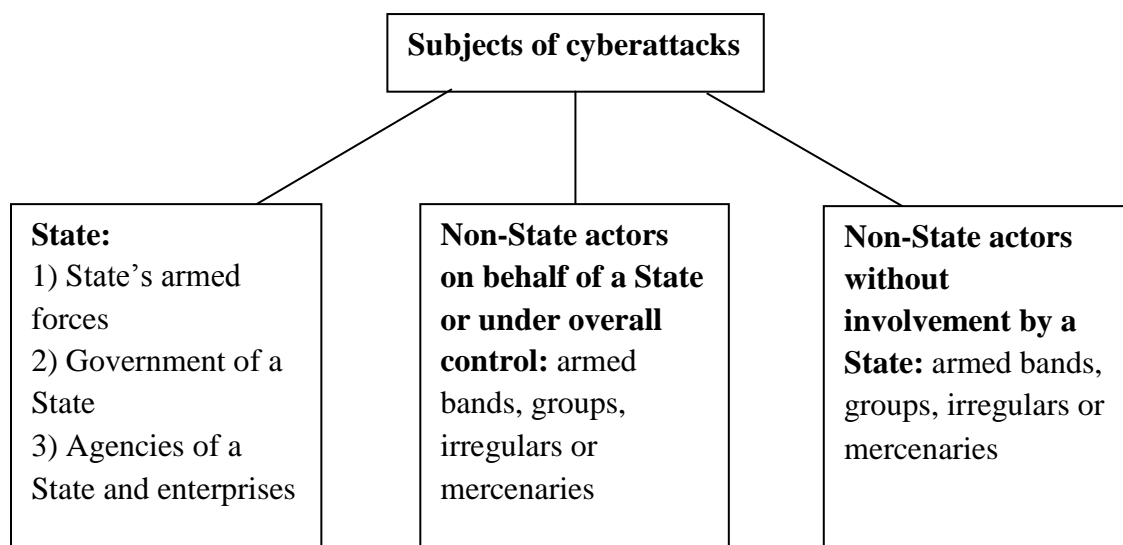 Subjects of cyberattacks
State:
1) State’s armed
forces
2) Government of a
State
3) Agencies of a
State and enterprises
Non-State actors
on behalf of a State
or under overall
control: armed
bands, groups,
irregulars or
mercenaries
Non-State actors
without
involvement by a
State: armed bands,
groups, irregulars or
mercenaries